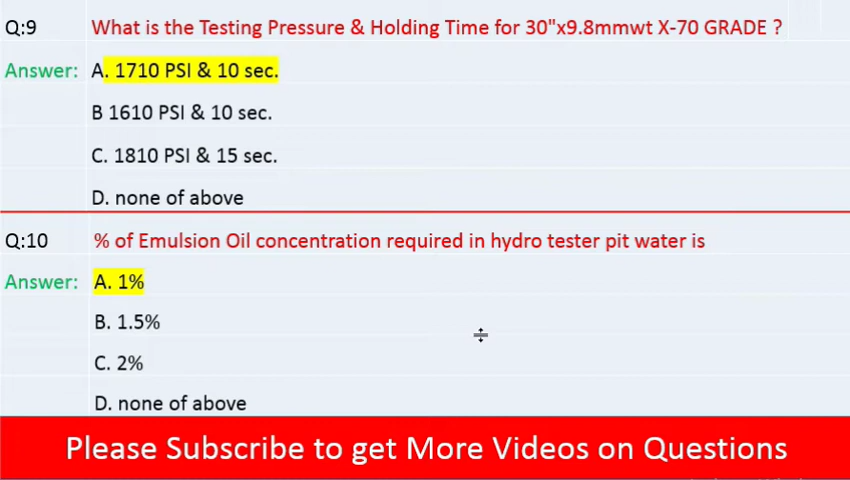 Q:9 What is the Testing Pressure & Holding Time for 30"x9.8mmwt X-70 GRADE ?
Answer: A. 1710 PSI & 10 sec.
B 1610 PSI & 10 sec.
C. 1810 PSI & 15 sec.
D. none of above
Q:10 % of Emulsion Oil concentration required in hydro tester pit water is
Answer: A. 1%
B. 1.5%
C. 2%
D. none of above
Please Subscribe to get More Videos on Questions